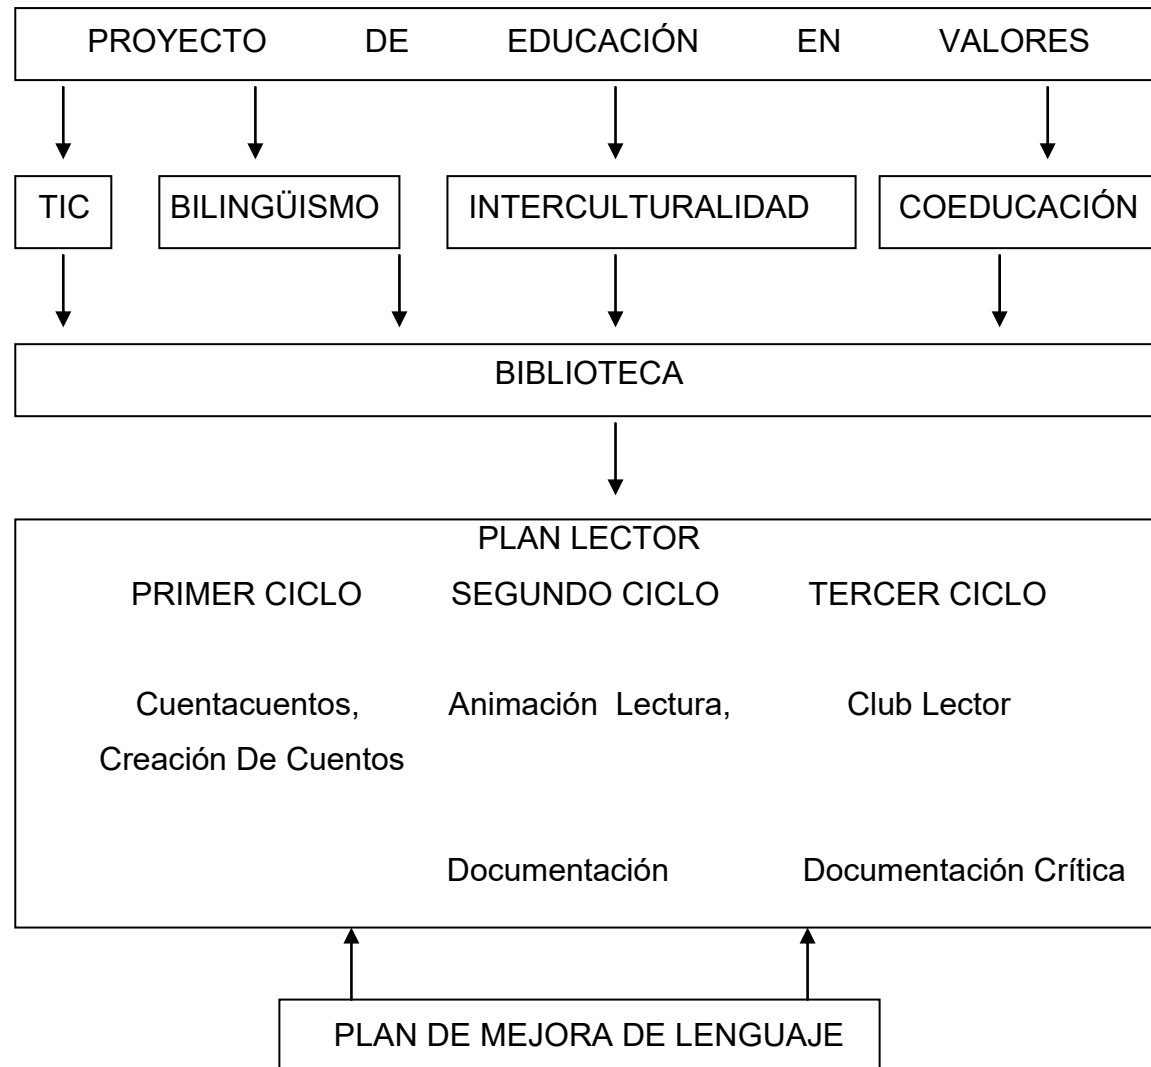 PROYECTO DE EDUCACIÓN EN VALORES
TIC BILINGÜISMO INTERCULTURALIDAD COEDUCACIÓN
BIBLIOTECA
PLAN LECTOR
PRIMER CICLO SEGUNDO CICLO TERCER CICLO
Cuentacuentos, Animación Lectura, Club Lector
Creación De Cuentos
Documentación Documentación Crítica
PLAN DE MEJORA DE LENGUAJE